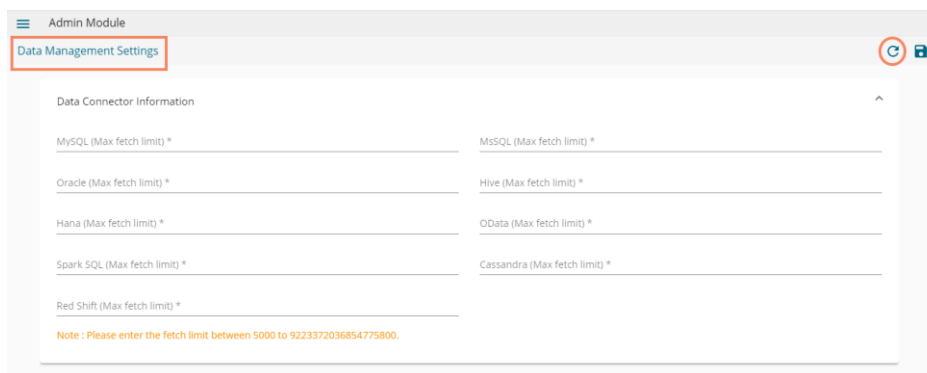 Admin Module
Data Management Settings
Data Connector Information
MySQL (Max fetch limit) *
MsSQL (Max fetch limit) *
Oracle (Max fetch limit) *
Hive (Max fetch limit) *
Hana (Max fetch limit) *
OData (Max fetch limit) *
Spark SQL (Max fetch limit) *
Cassandra (Max fetch limit) *
Red Shift (Max fetch limit) *
Note : Please enter the fetch limit between 5000 to 9223372036854775800.